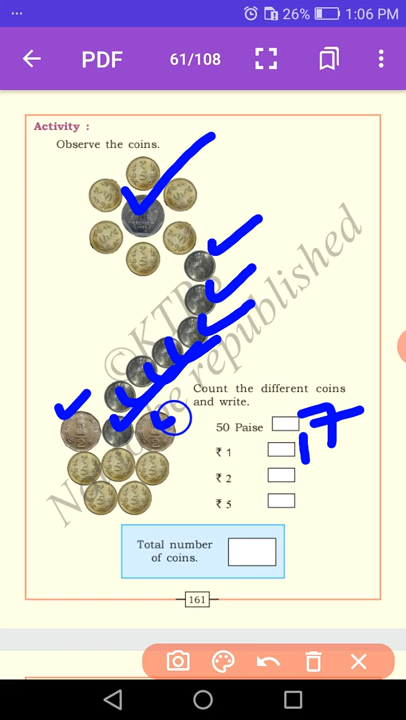 26% 1:06 PM
PDF 61/108
Activity :
Observe the coins.
Count the different coins
and write.
50 Paise
17
₹ 1
₹ 2
₹ 5
Total number
of coins.
161
© KTBS
Not to be republished